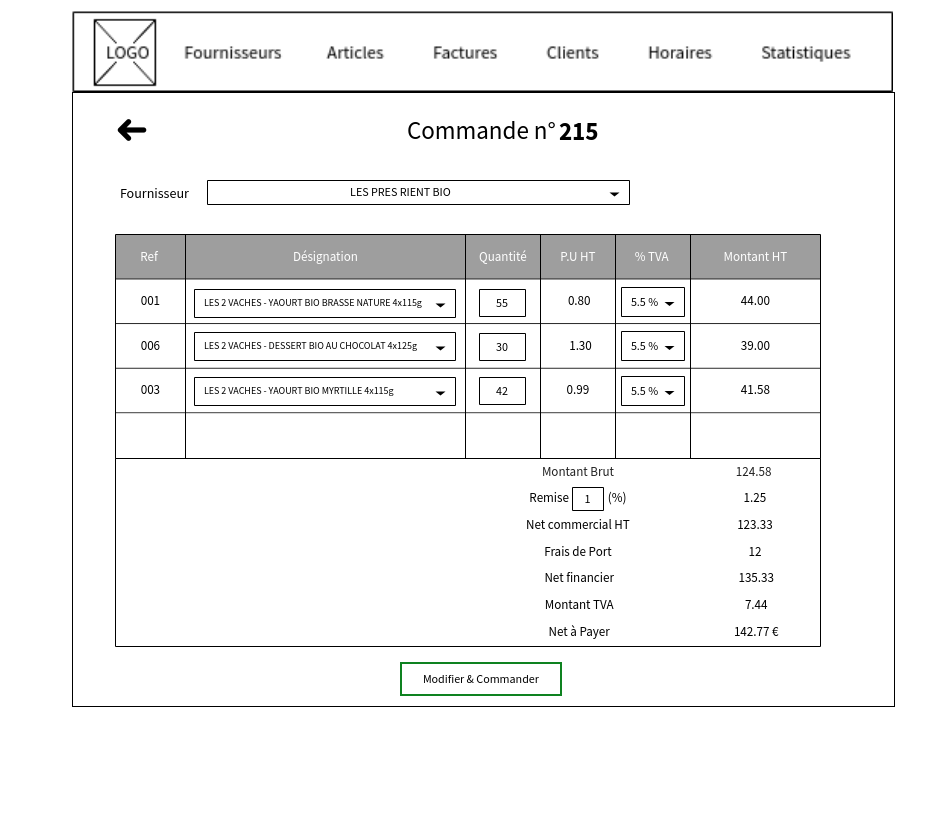 LOGO Fournisseurs Articles Factures Clients Horaires Statistiques
Commande n° 215
Fournisseur LES PRES RIENT BIO
Ref Désignation Quantité P.U HT % TVA Montant HT
001 LES 2 VACHES - YAOURT BIO BRASSE NATURE 4x115g 55 0.80 5.5 % 44.00
006 LES 2 VACHES - DESSERT BIO AU CHOCOLAT 4x125g 30 1.30 5.5 % 39.00
003 LES 2 VACHES - YAOURT BIO MYRTILLE 4x115g 42 0.99 5.5 % 41.58
Montant Brut 124.58
Remise 1 (%) 1.25
Net commercial HT 123.33
Frais de Port 12
Net financier 135.33
Montant TVA 7.44
Net à Payer 142.77 €
Modifier & Commander